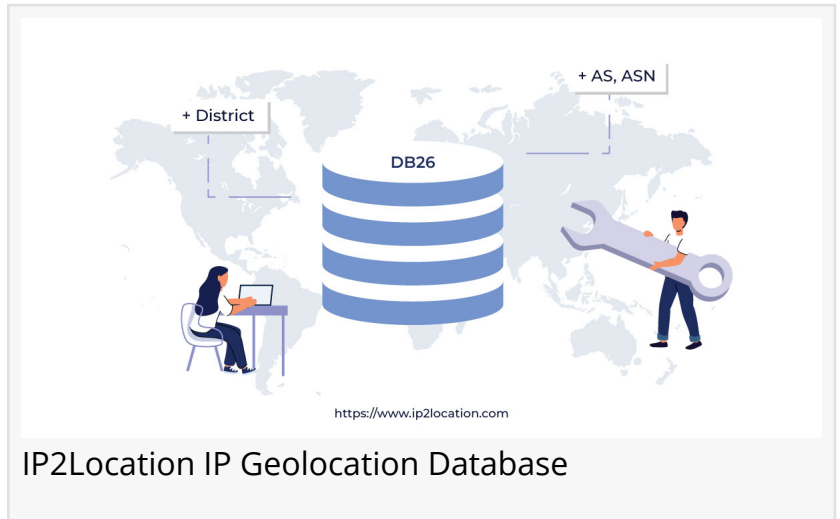 + AS, ASN
+ District
DB26
https://www.ip2location.com
IP2Location IP Geolocation Database